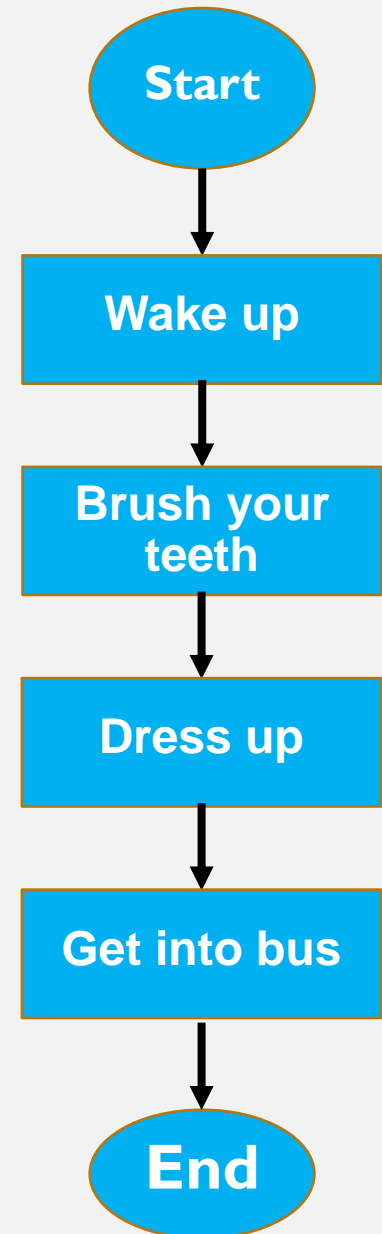 Start
Wake up
Brush your
teeth
Dress up
Get into bus
End